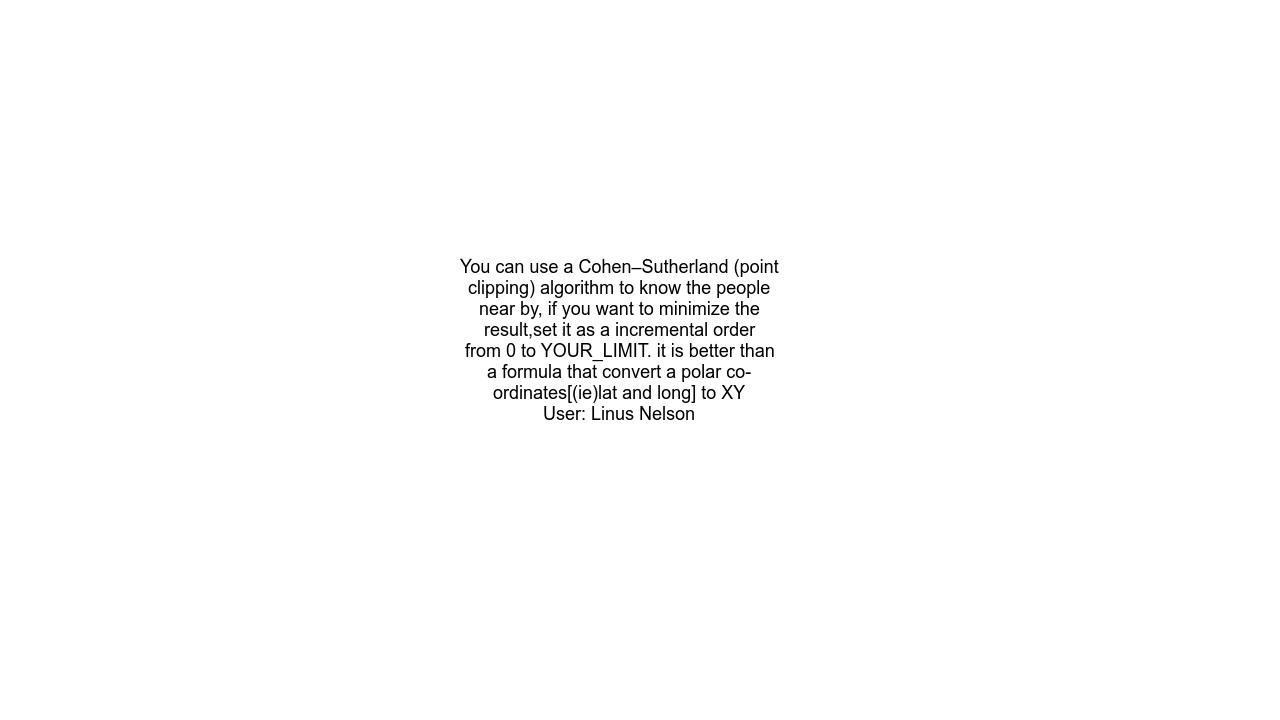 You can use a Cohen–Sutherland (point
clipping) algorithm to know the people
near by, if you want to minimize the
result,set it as a incremental order
from 0 to YOUR_LIMIT. it is better than
a formula that convert a polar co-
ordinates[(ie)lat and long] to XY
User: Linus Nelson